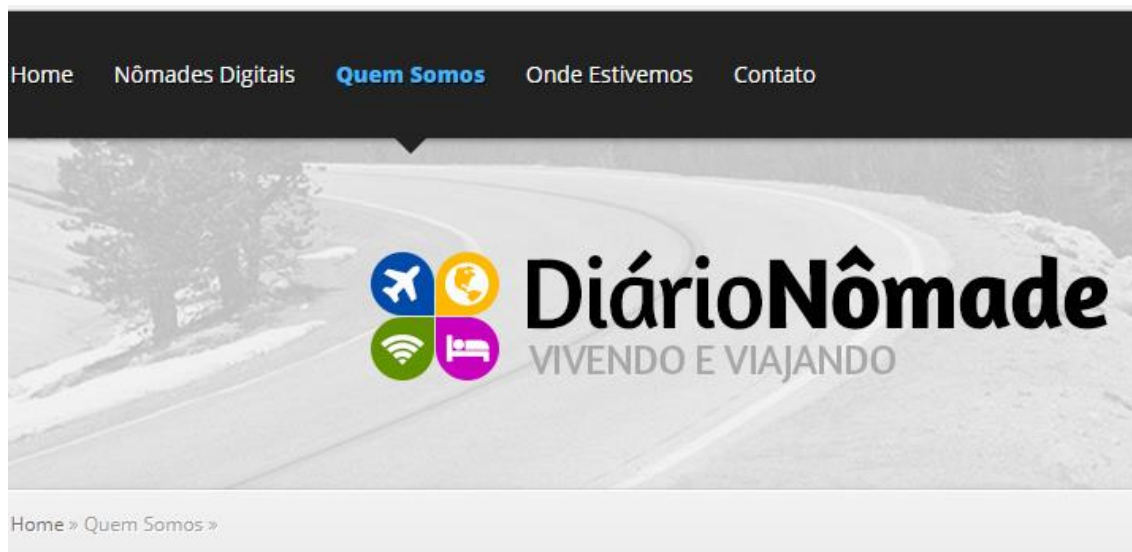 Home Nômades Digitais Quem Somos Onde Estivemos Contato
DiárioNômade
VIVENDO E VIAJANDO
Home » Quem Somos »